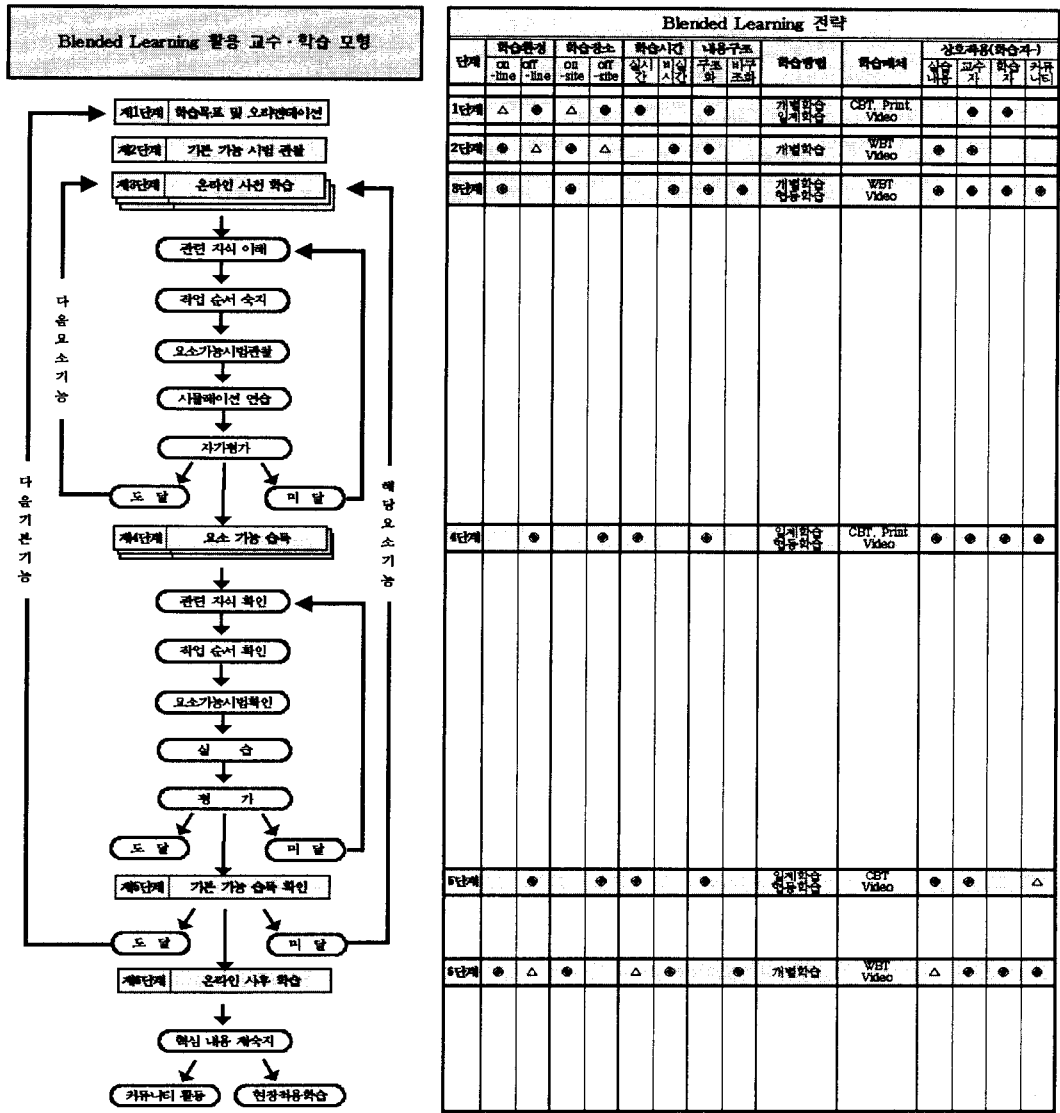 Blended Learning 활용 교수·학습 모형
제1단계 학습목표 및 오리엔테이션
제2단계 기본 기능 시범 관찰
제3단계 온라인 사전 학습
관련 지식 이해
작업 순서 숙지
요소기능시범관찰
시뮬레이션 연습
자기평가
도 달
미 달
제4단계 요소 기능 습득
관련 지식 확인
작업 순서 확인
요소기능시범확인
실 습
평 가
도 달
미 달
제5단계 기본 기능 습득 확인
도 달
미 달
제6단계 온라인 사후 학습
핵심 내용 재숙지
커뮤니티 활동
현장적용학습
다음요소기능
다음기본기능
해당요소기능
Blended Learning 전략
단계 학습환경 학습장소 학습시간 내용구조 학습방법 학습매체 상호작용(학습자-)
on -line off -line on -site off -site 실시간 비실시간 구조화 비구조화 실습내용 교수자 학습자 커뮤니티
1단계 △ ● △ ● ● ● 개별학습 일제학습 CBT, Print, Video ● ●
2단계 ● △ ● △ ● ● 개별학습 WBT Video ● ●
3단계 ● ● ● ● ● 개별학습 협동학습 WBT Video ● ● ● ●
4단계 ● ● ● ● 일제학습 협동학습 CBT, Print Video ● ● ● ●
5단계 ● ● ● ● 일제학습 협동학습 CBT Video ● ● △
6단계 ● △ ● △ ● ● 개별학습 WBT Video △ ● ● ●